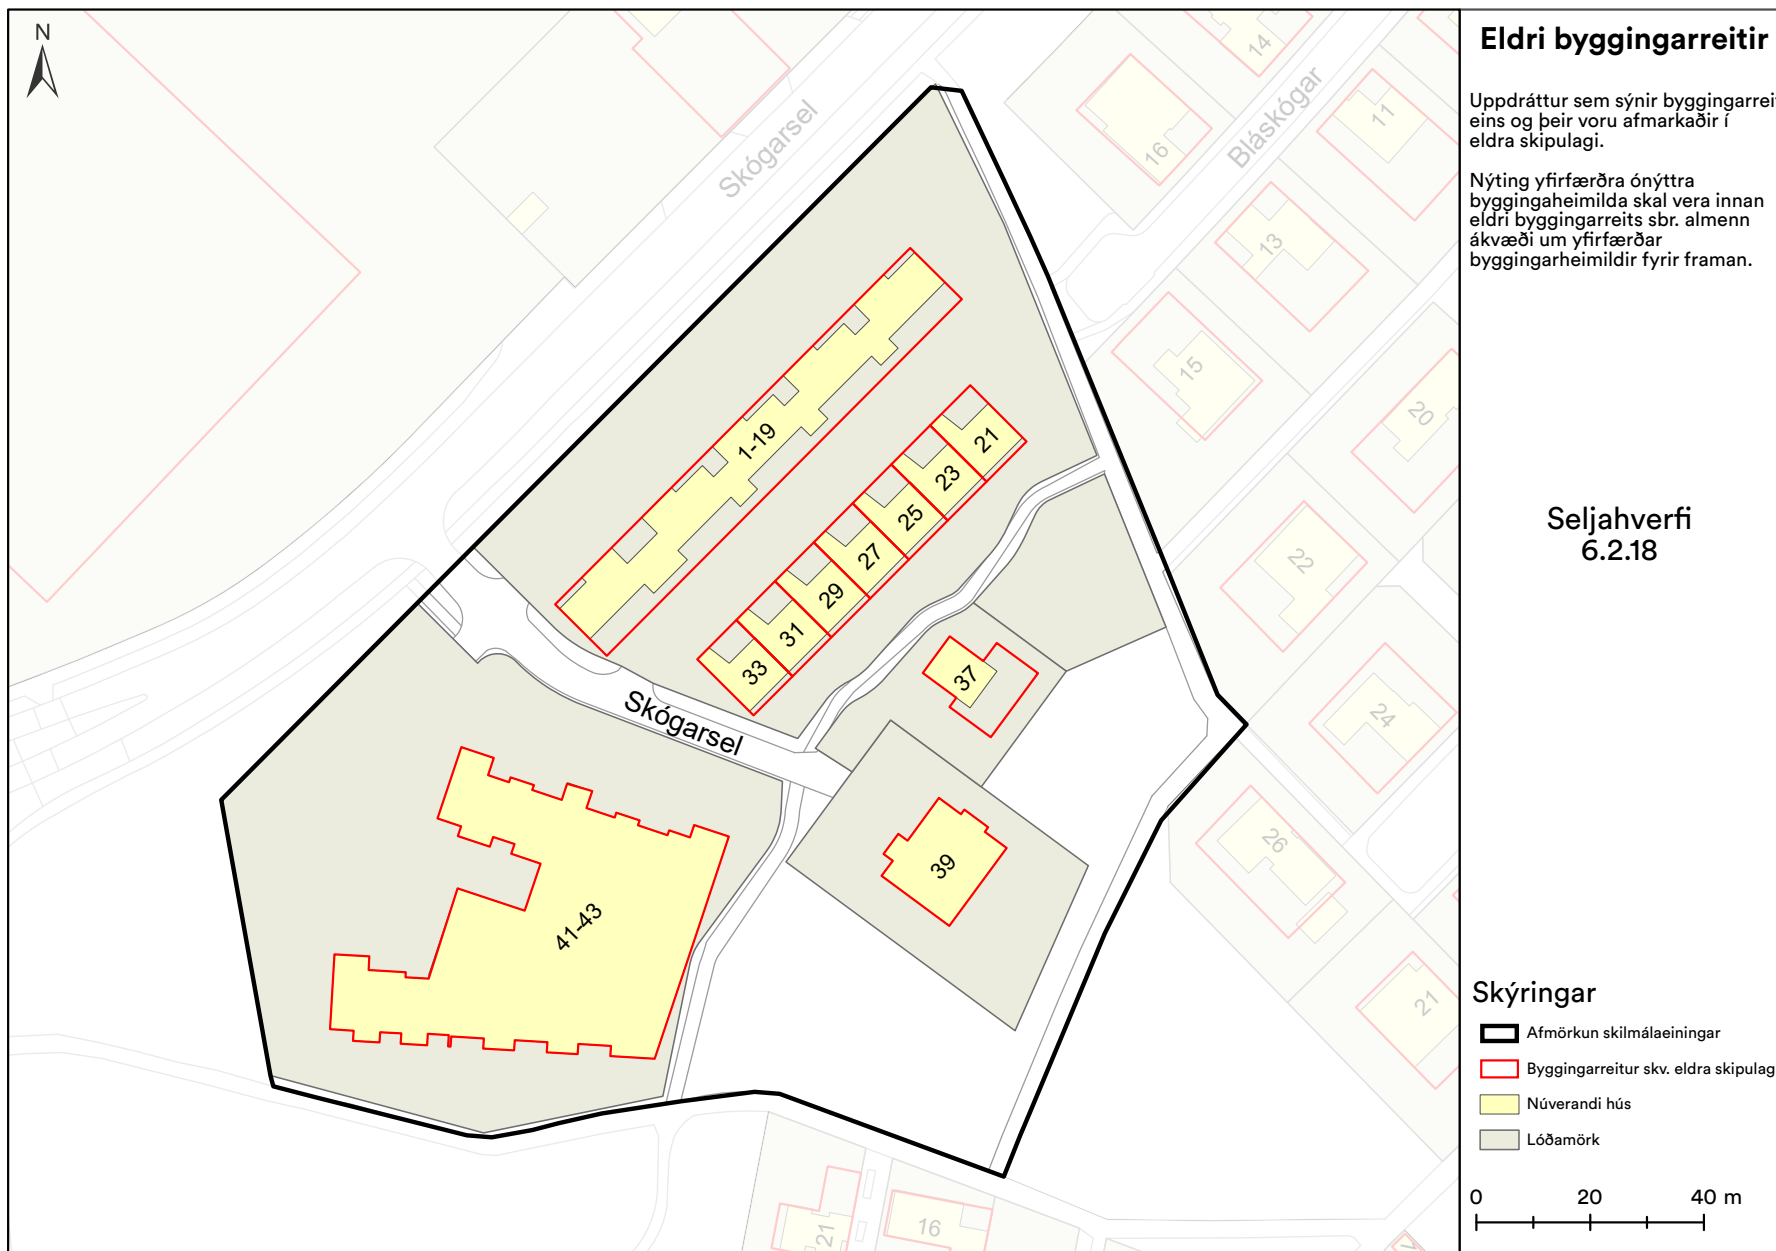 N
Eldri byggingarreitir
Uppdráttur sem sýnir byggingarreit
eins og þeir voru afmarkaðir í
eldra skipulagi.
Nýting yfirfærðra ónýttra
byggingaheimilda skal vera innan
eldri byggingarreits sbr. almenn
ákvæði um yfirfærðar
byggingarheimildir fyrir framan.
Seljahverfi
6.2.18
Skógarsel
Bláskógar
14
16
11
13
15
20
22
24
26
21
1-19
21
23
25
27
29
31
33
37
39
41-43
Skógarsel
21
16
Skýringar
Afmörkun skilmálaeiningar
Byggingarreitur skv. eldra skipulag
Núverandi hús
Lóðamörk
0 20 40 m